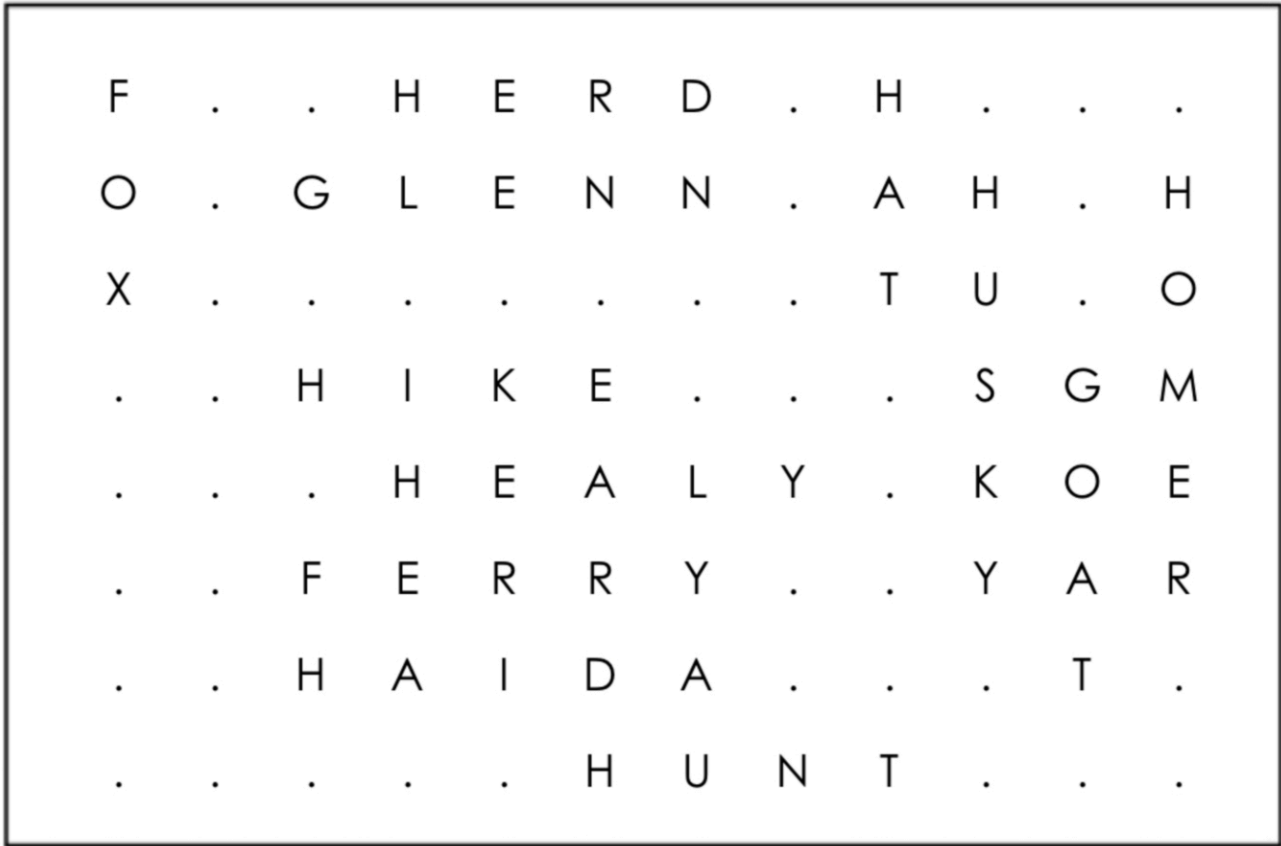 F . . H E R D . H . . .
O . G L E N N . A H . H
X . . . . . . . T U . O
. . H I K E . . . S G M
. . . H E A L Y . K O E
. . F E R R Y . . Y A R
. . H A I D A . . . T .
. . . . . H U N T . . .